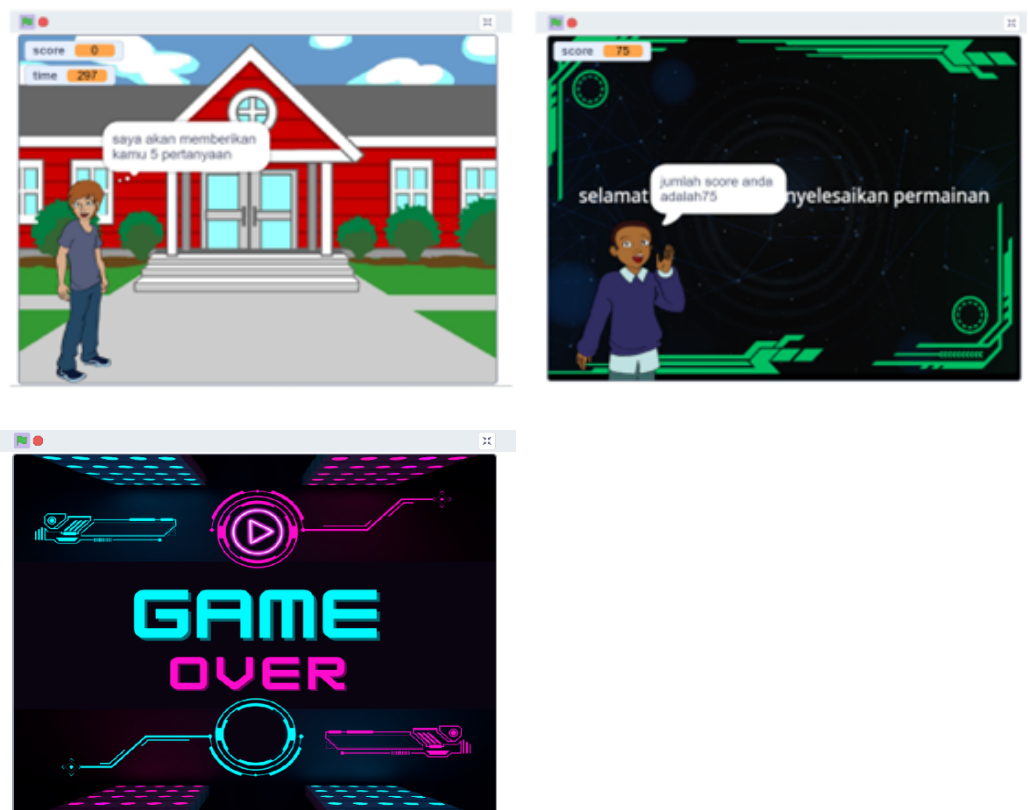 score 0
time 297
saya akan memberikan
kamu 5 pertanyaan
score 75
jumlah score anda
adalah75
selamat nyelesaikan permainan
GAME
OVER